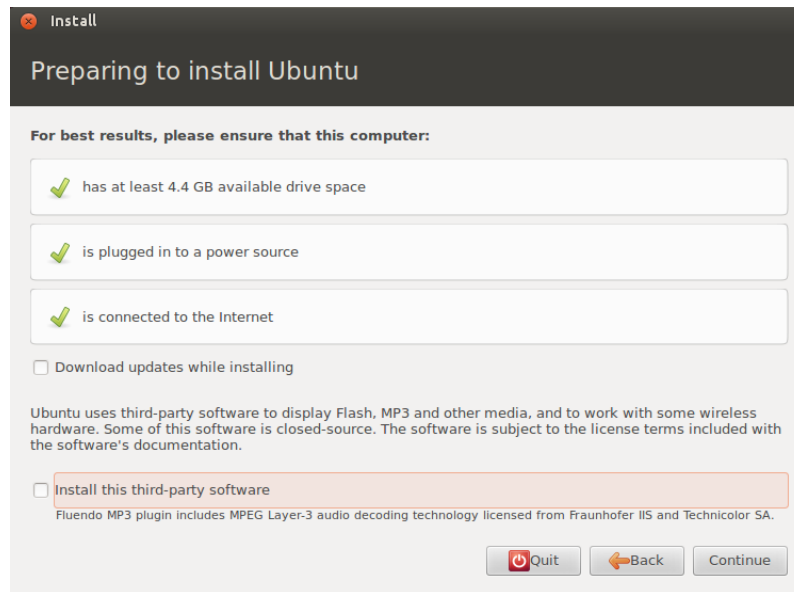 Install
Preparing to install Ubuntu
For best results, please ensure that this computer:
has at least 4.4 GB available drive space
is plugged in to a power source
is connected to the Internet
Download updates while installing
Ubuntu uses third-party software to display Flash, MP3 and other media, and to work with some wireless
hardware. Some of this software is closed-source. The software is subject to the license terms included with
the software's documentation.
Install this third-party software
Fluendo MP3 plugin includes MPEG Layer-3 audio decoding technology licensed from Fraunhofer IIS and Technicolor SA.
Quit Back Continue